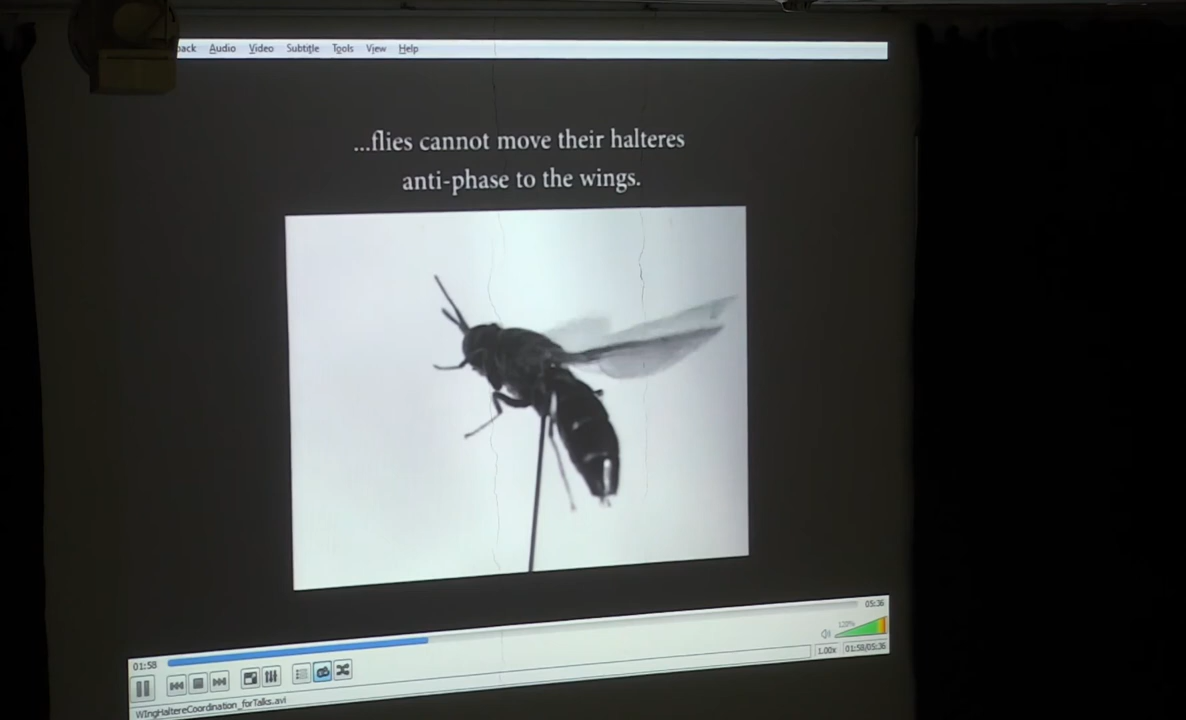 Audio Video Subtitle Tools View Help
...flies cannot move their halteres
anti-phase to the wings.
05:36
120%
01:58
1.00x 01:58/05:36
WIngHaltereCoordination_forTalks.avi